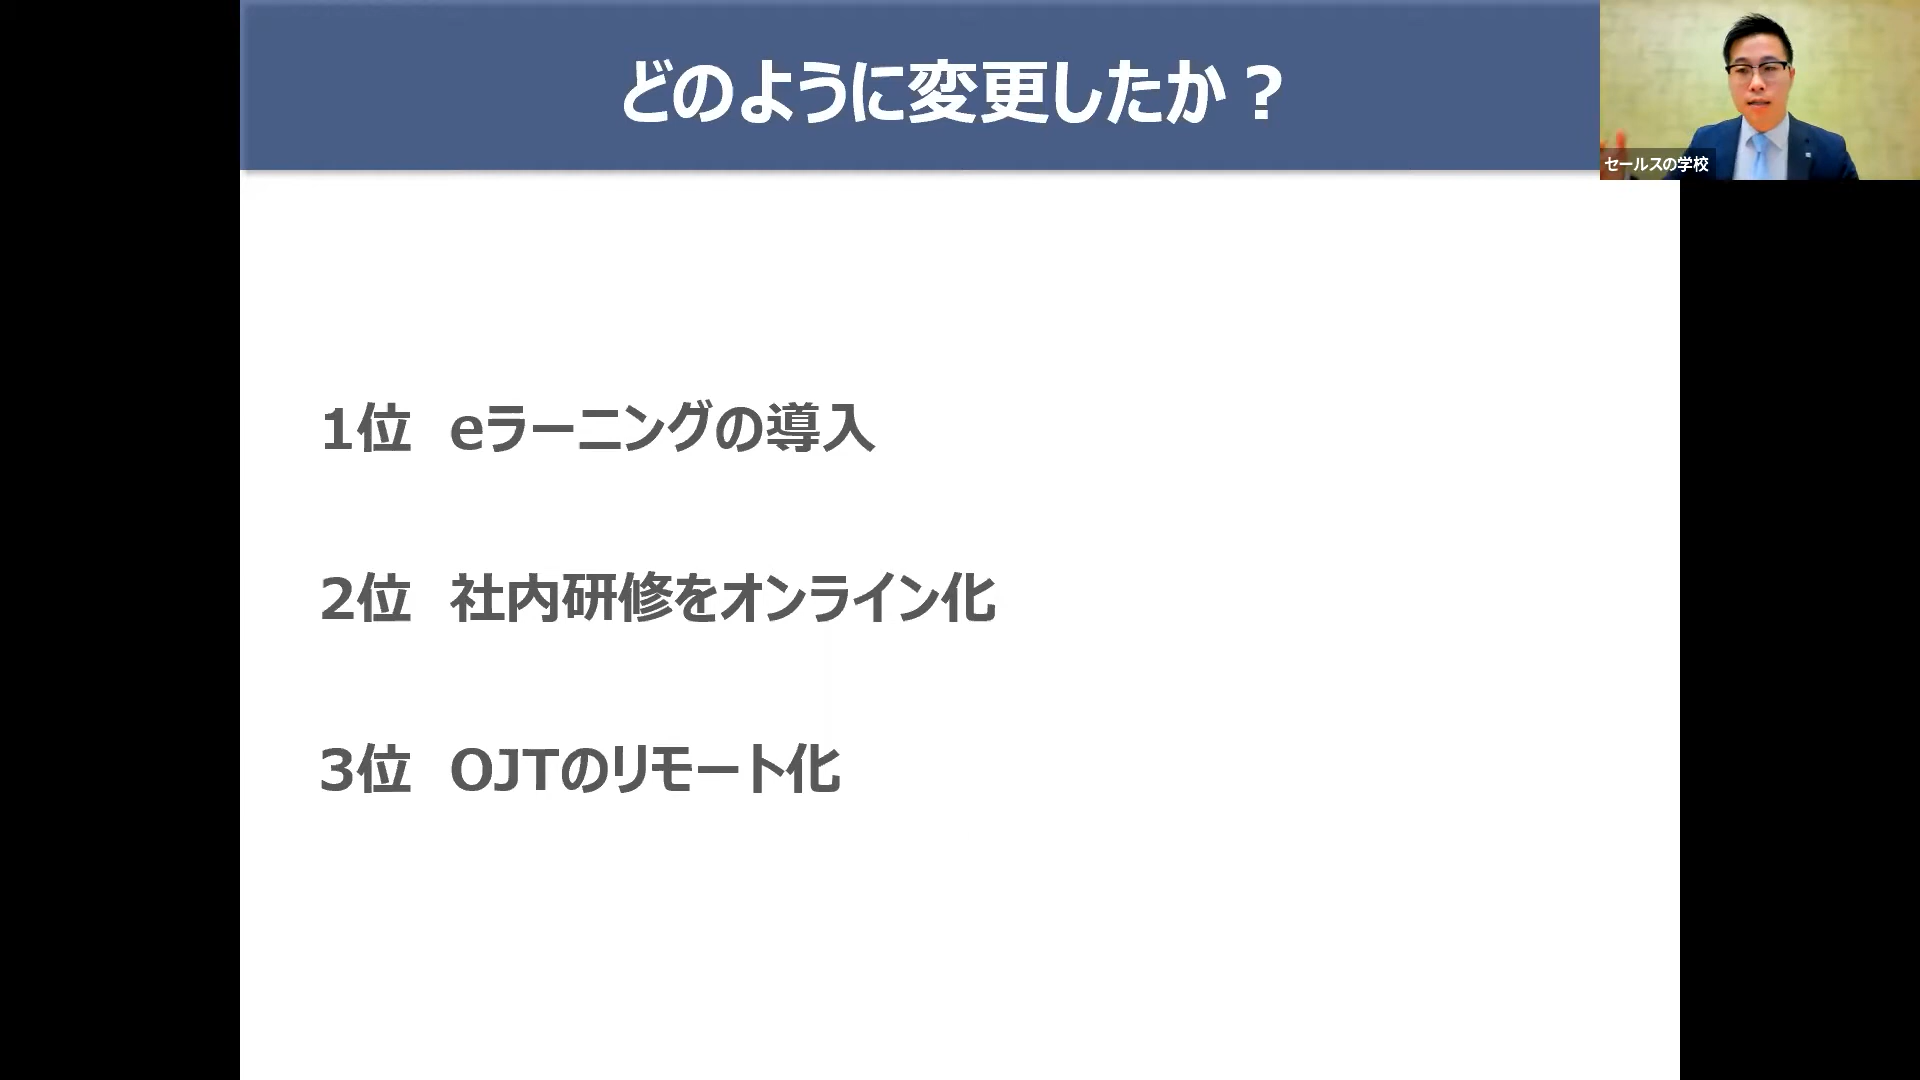 どのように変更したか？
セールスの学校
1位 eラーニングの導入
2位 社内研修をオンライン化
3位 OJTのリモート化